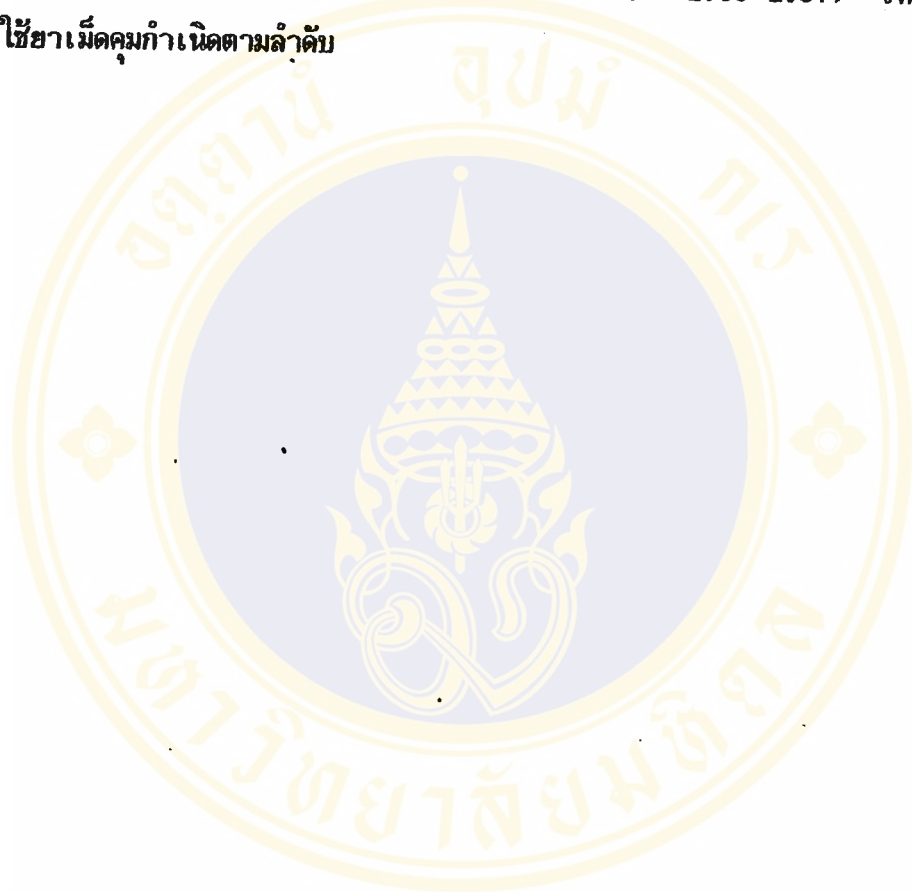 ใช้ยาเม็ดคุมกำเนิดตามลำดับ
อตฺตานํ อุปมํ กเร
มหาวิทยาลัยมหิดล